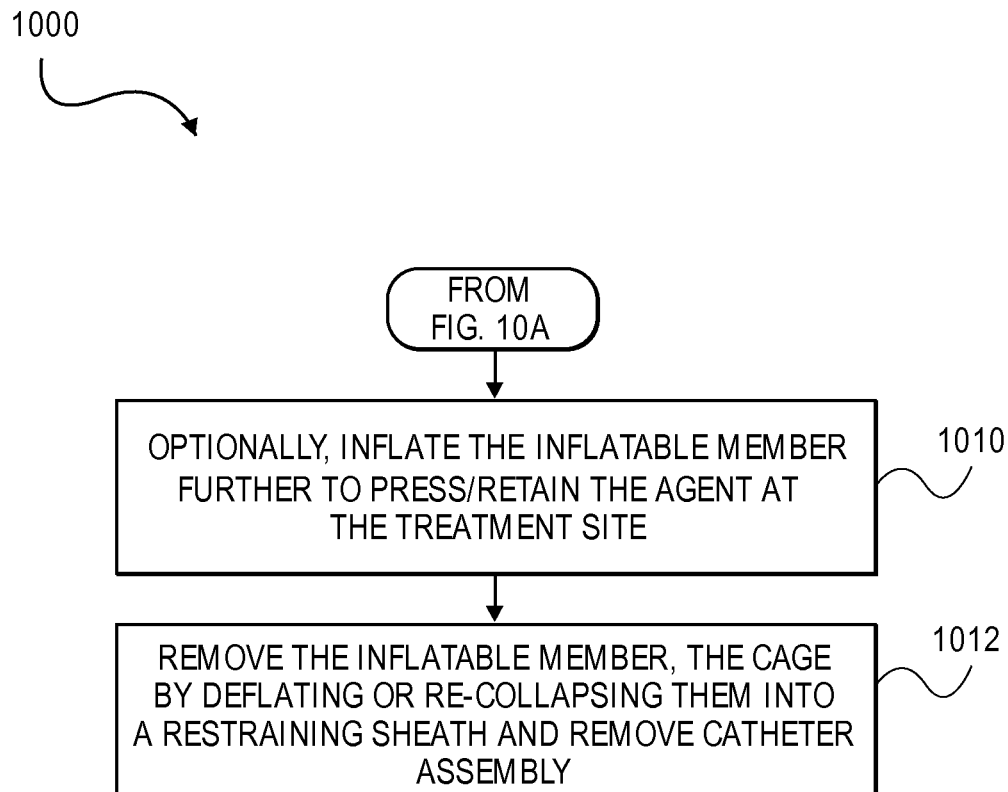 1000
FROM
FIG. 10A
OPTIONALLY, INFLATE THE INFLATABLE MEMBER
FURTHER TO PRESS/RETAIN THE AGENT AT
THE TREATMENT SITE
1010
REMOVE THE INFLATABLE MEMBER, THE CAGE
BY DEFLATING OR RE-COLLAPSING THEM INTO
A RESTRAINING SHEATH AND REMOVE CATHETER
ASSEMBLY
1012